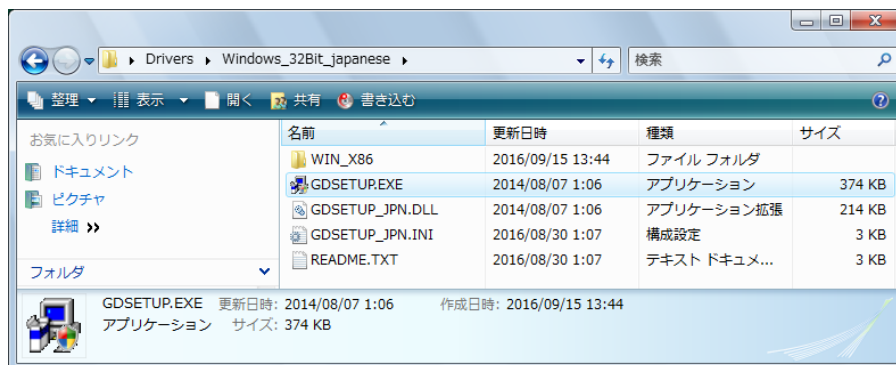 Drivers Windows_32Bit_japanese 検索
整理 表示 開く 共有 書き込む
お気に入りリンク
ドキュメント
ピクチャ
詳細 »
フォルダ
名前 更新日時 種類 サイズ
WIN_X86 2016/09/15 13:44 ファイル フォルダ
GDSETUP.EXE 2014/08/07 1:06 アプリケーション 374 KB
GDSETUP_JPN.DLL 2014/08/07 1:06 アプリケーション拡張 214 KB
GDSETUP_JPN.INI 2016/08/30 1:07 構成設定 3 KB
README.TXT 2016/08/30 1:07 テキスト ドキュメ... 3 KB
GDSETUP.EXE 更新日時: 2014/08/07 1:06 作成日時: 2016/09/15 13:44
アプリケーション サイズ: 374 KB